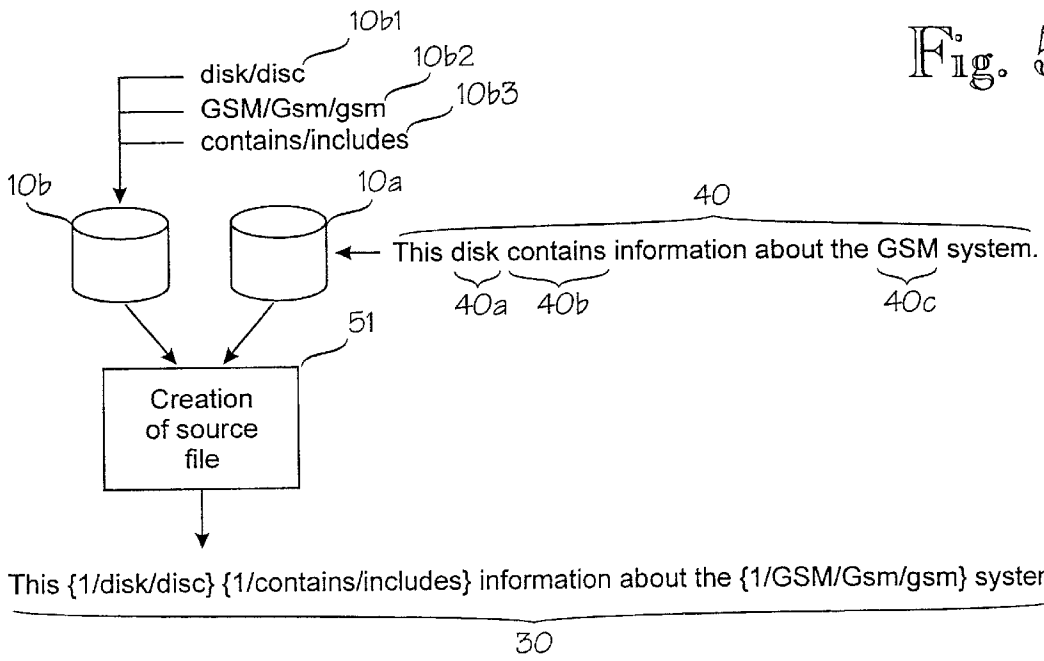 10b1
Fig. 5
disk/disc
10b2
GSM/Gsm/gsm
10b3
contains/includes
10b
10a
40
This disk contains information about the GSM system.
40a
40b
40c
51
Creation
of source
file
This {1/disk/disc} {1/contains/includes} information about the {1/GSM/Gsm/gsm}
30